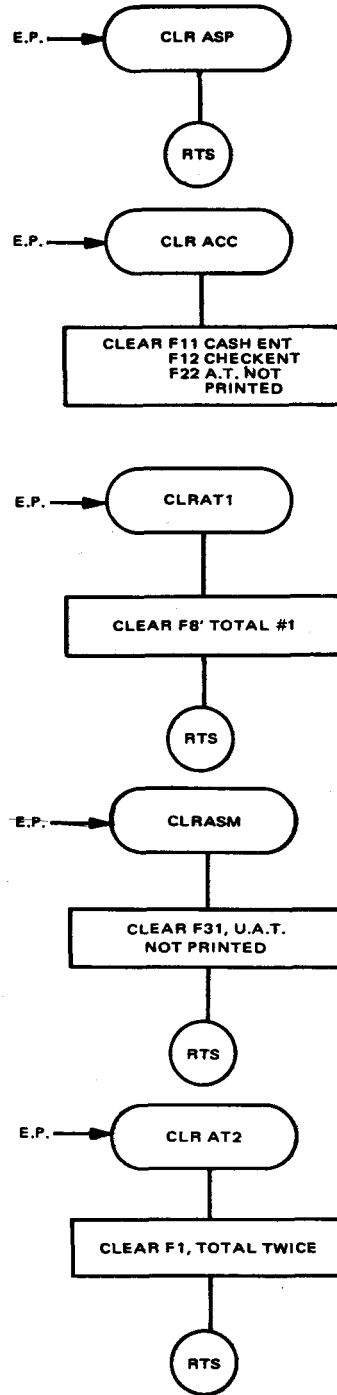 E.P. CLR ASP
RTS
E.P. CLR ACC
CLEAR F11 CASH ENT
F12 CHECKENT
F22 A.T. NOT
PRINTED
E.P. CLRAT1
CLEAR F8' TOTAL #1
RTS
E.P. CLRASM
CLEAR F31, U.A.T.
NOT PRINTED
RTS
E.P. CLR AT2
CLEAR F1, TOTAL TWICE
RTS